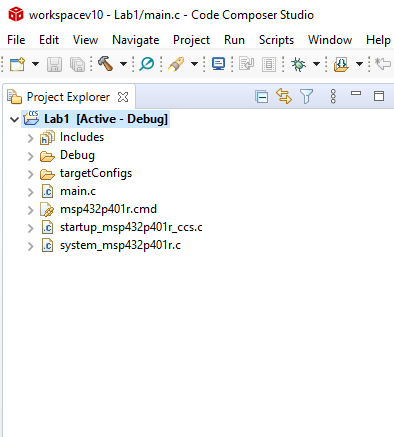 workspacev10 - Lab1/main.c - Code Composer Studio
File Edit View Navigate Project Run Scripts Window Help
Project Explorer
Lab1 [Active - Debug]
Includes
Debug
targetConfigs
main.c
msp432p401r.cmd
startup_msp432p401r_ccs.c
system_msp432p401r.c